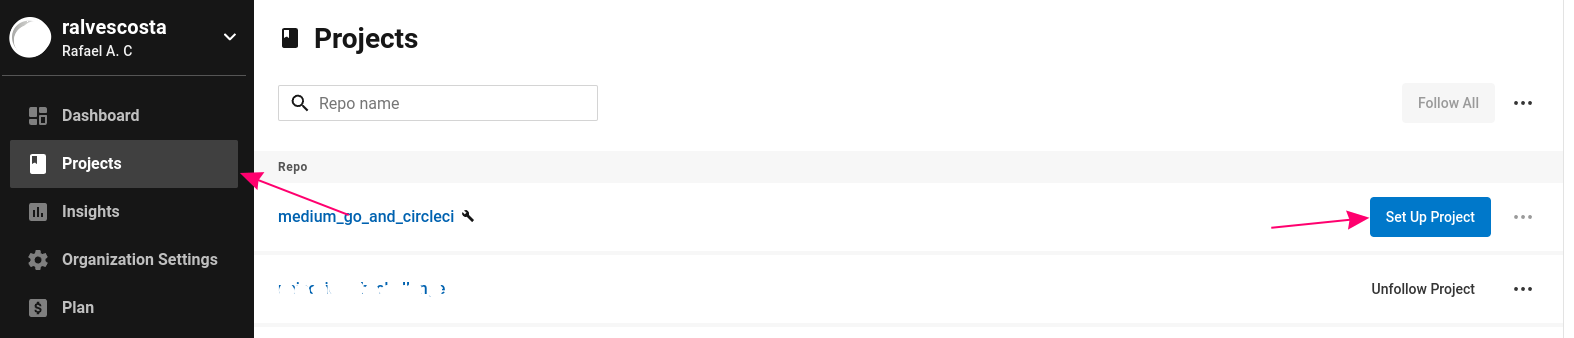 ralvescosta
Rafael A. C
Dashboard
Projects
Insights
Organization Settings
Plan
Projects
Repo name
Follow All
Repo
medium_go_and_circleci
Set Up Project
Unfollow Project